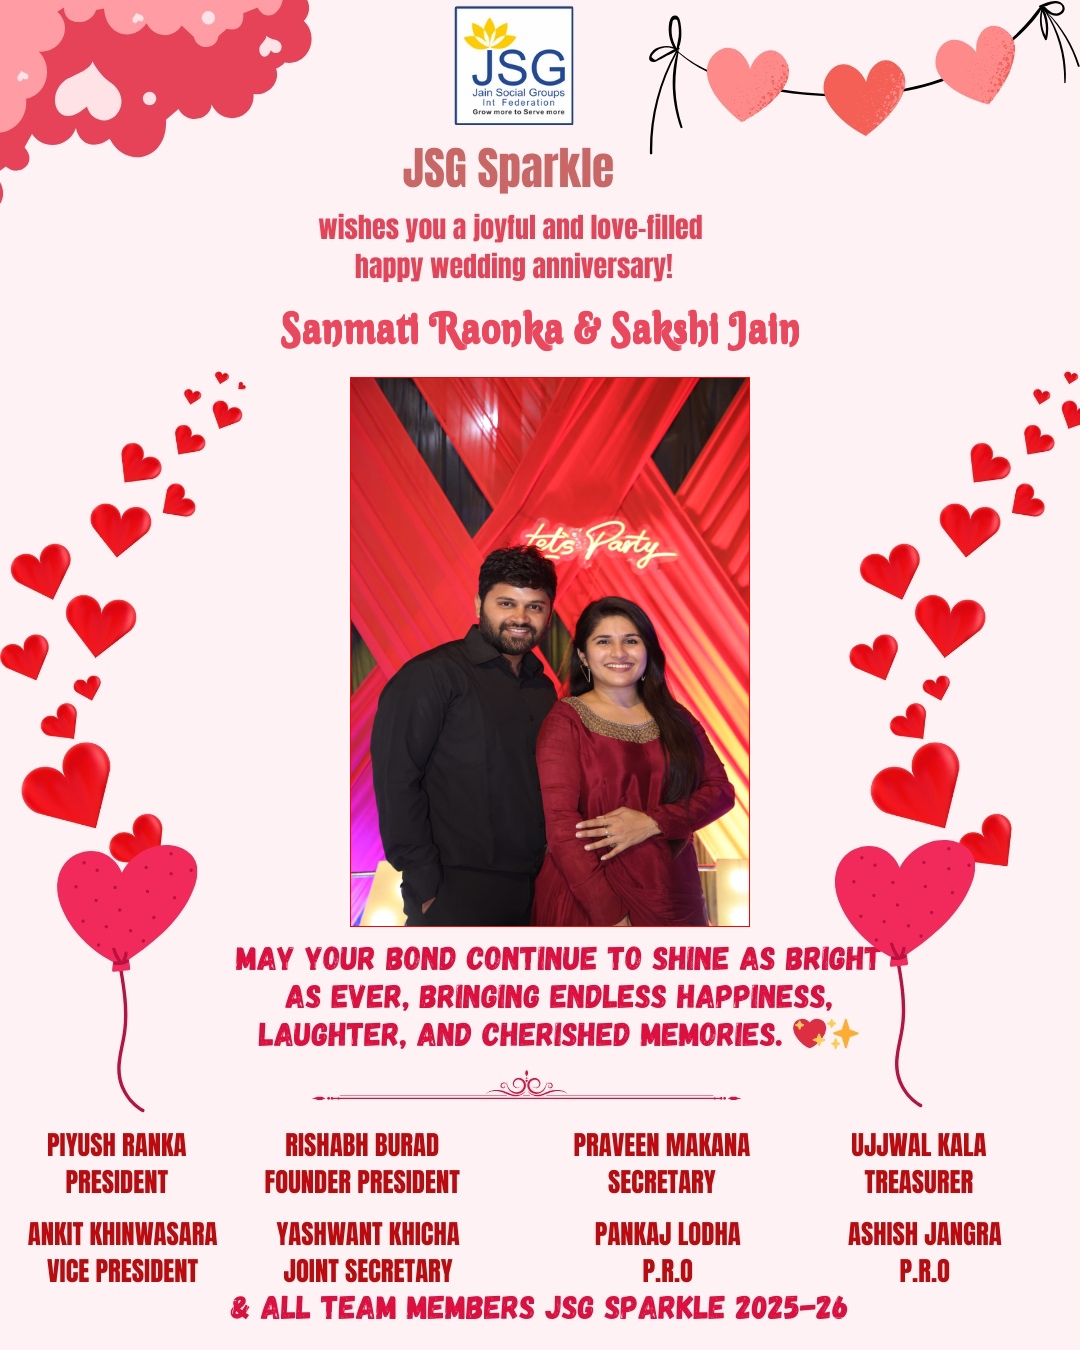 JSG
Jain Social Groups
Int Federation
Grow more to Serve more
JSG Sparkle
wishes you a joyful and love-filled
happy wedding anniversary!
Sanmati Raonka & Sakshi Jain
Let's Party
MAY YOUR BOND CONTINUE TO SHINE AS BRIGHT
AS EVER, BRINGING ENDLESS HAPPINESS,
LAUGHTER, AND CHERISHED MEMORIES. 💖✨
PIYUSH RANKA
PRESIDENT
RISHABH BURAD
FOUNDER PRESIDENT
PRAVEEN MAKANA
SECRETARY
UJJWAL KALA
TREASURER
ANKIT KHINWASARA
VICE PRESIDENT
YASHWANT KHICHA
JOINT SECRETARY
PANKAJ LODHA
P.R.O
ASHISH JANGRA
P.R.O
& ALL TEAM MEMBERS JSG SPARKLE 2025-26